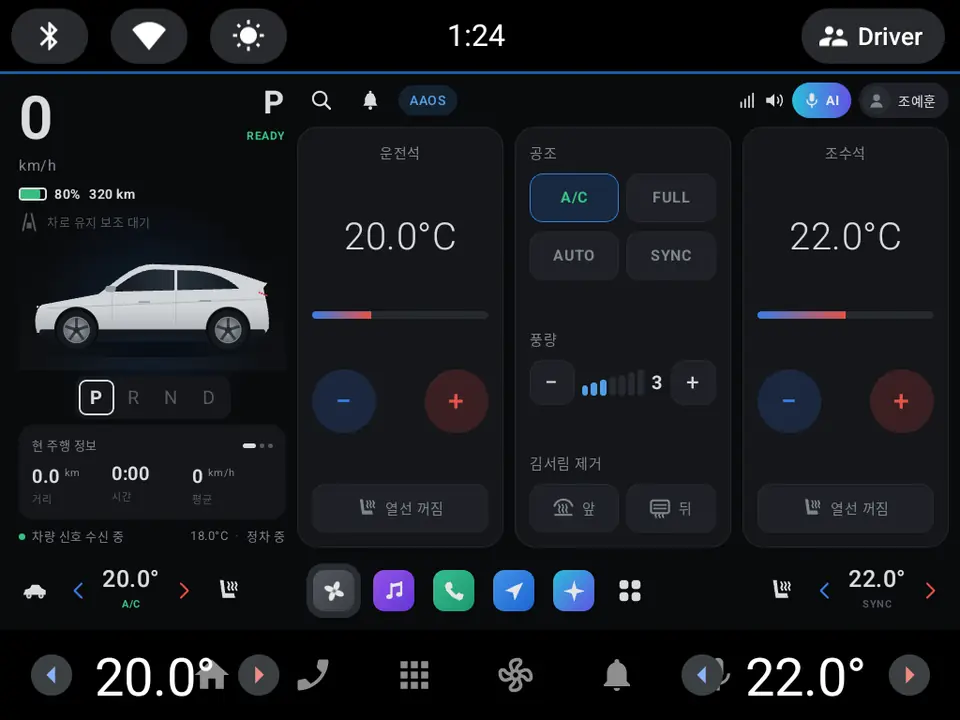 1:24
Driver
0
P
READY
km/h
80% 320 km
차로 유지 보조 대기
P R N D
현 주행 정보
0.0 km 0:00 0 km/h
거리 시간 평균
차량 신호 수신 중 18.0°C · 정차 중
AAOS
AI
조예훈
운전석
20.0°C
− +
열선 꺼짐
공조
A/C FULL
AUTO SYNC
풍량
− 3 +
김서림 제거
앞 뒤
조수석
22.0°C
− +
열선 꺼짐
20.0°
A/C
22.0°
SYNC
20.0°
22.0°